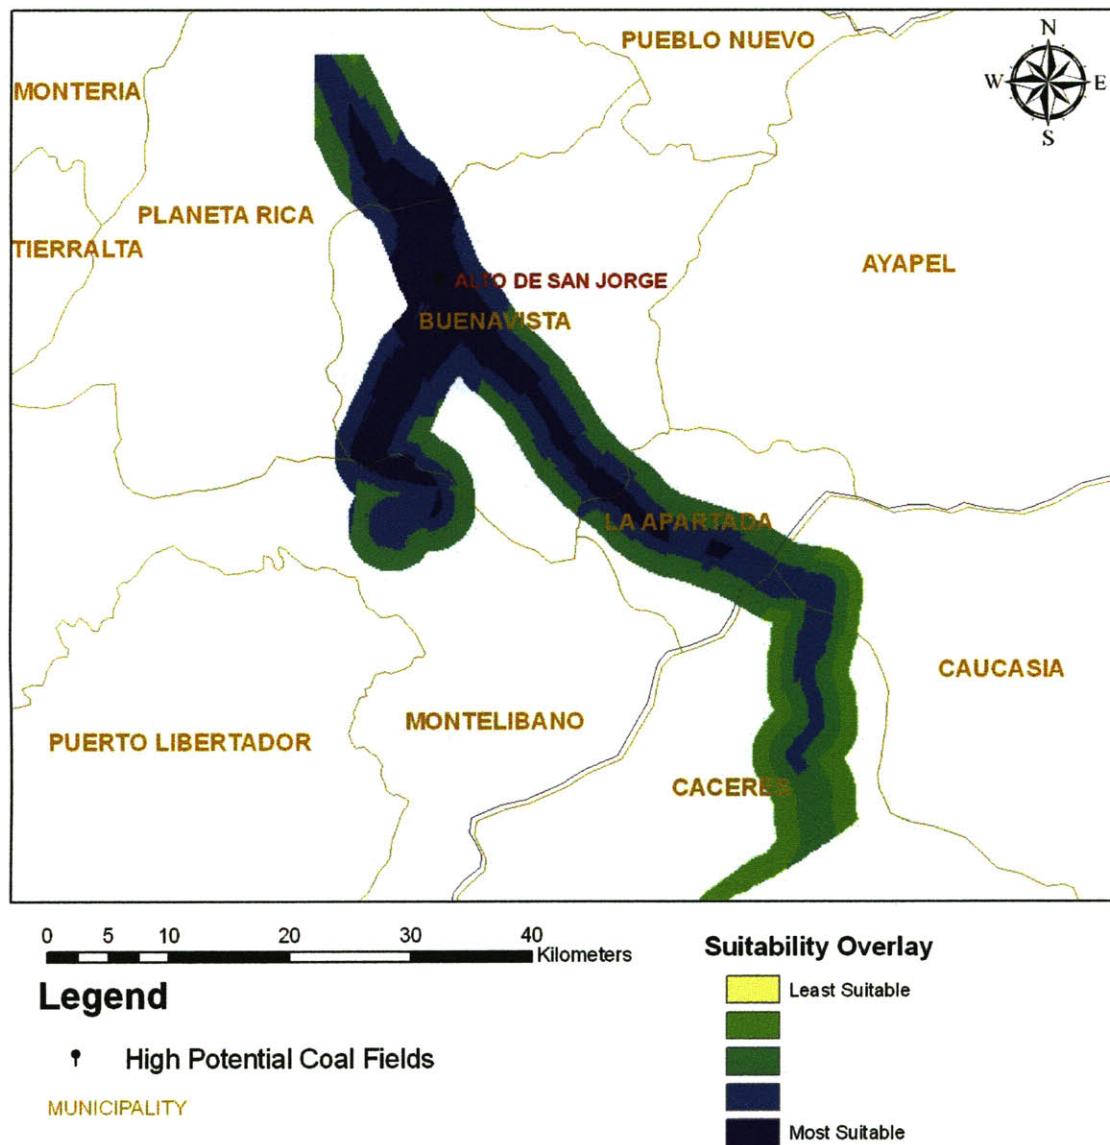 PUEBLO NUEVO
N
W E
S
MONTERIA
PLANETA RICA
TIERRALTA
AYAPEL
ALTO DE SAN JORGE
BUENAVISTA
LA APARTADA
CAUCASIA
MONTELIBANO
PUERTO LIBERTADOR
CACERES
0 5 10 20 30 40
Kilometers
Legend
High Potential Coal Fields
MUNICIPALITY
Suitability Overlay
Least Suitable
Most Suitable